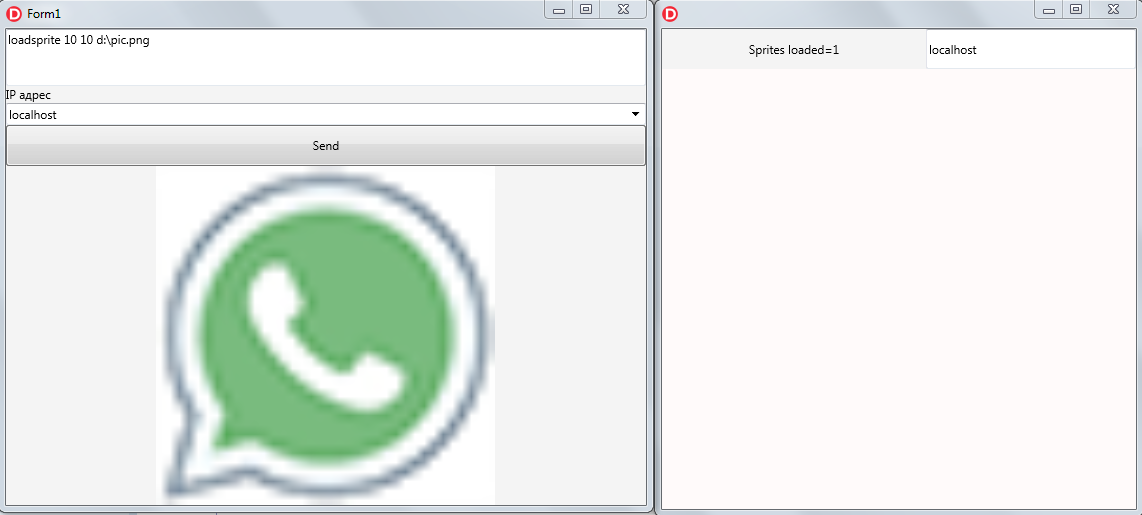 Form1
loadsprite 10 10 d:\pic.png
IP адрес
localhost
Send
Sprites loaded=1
localhost